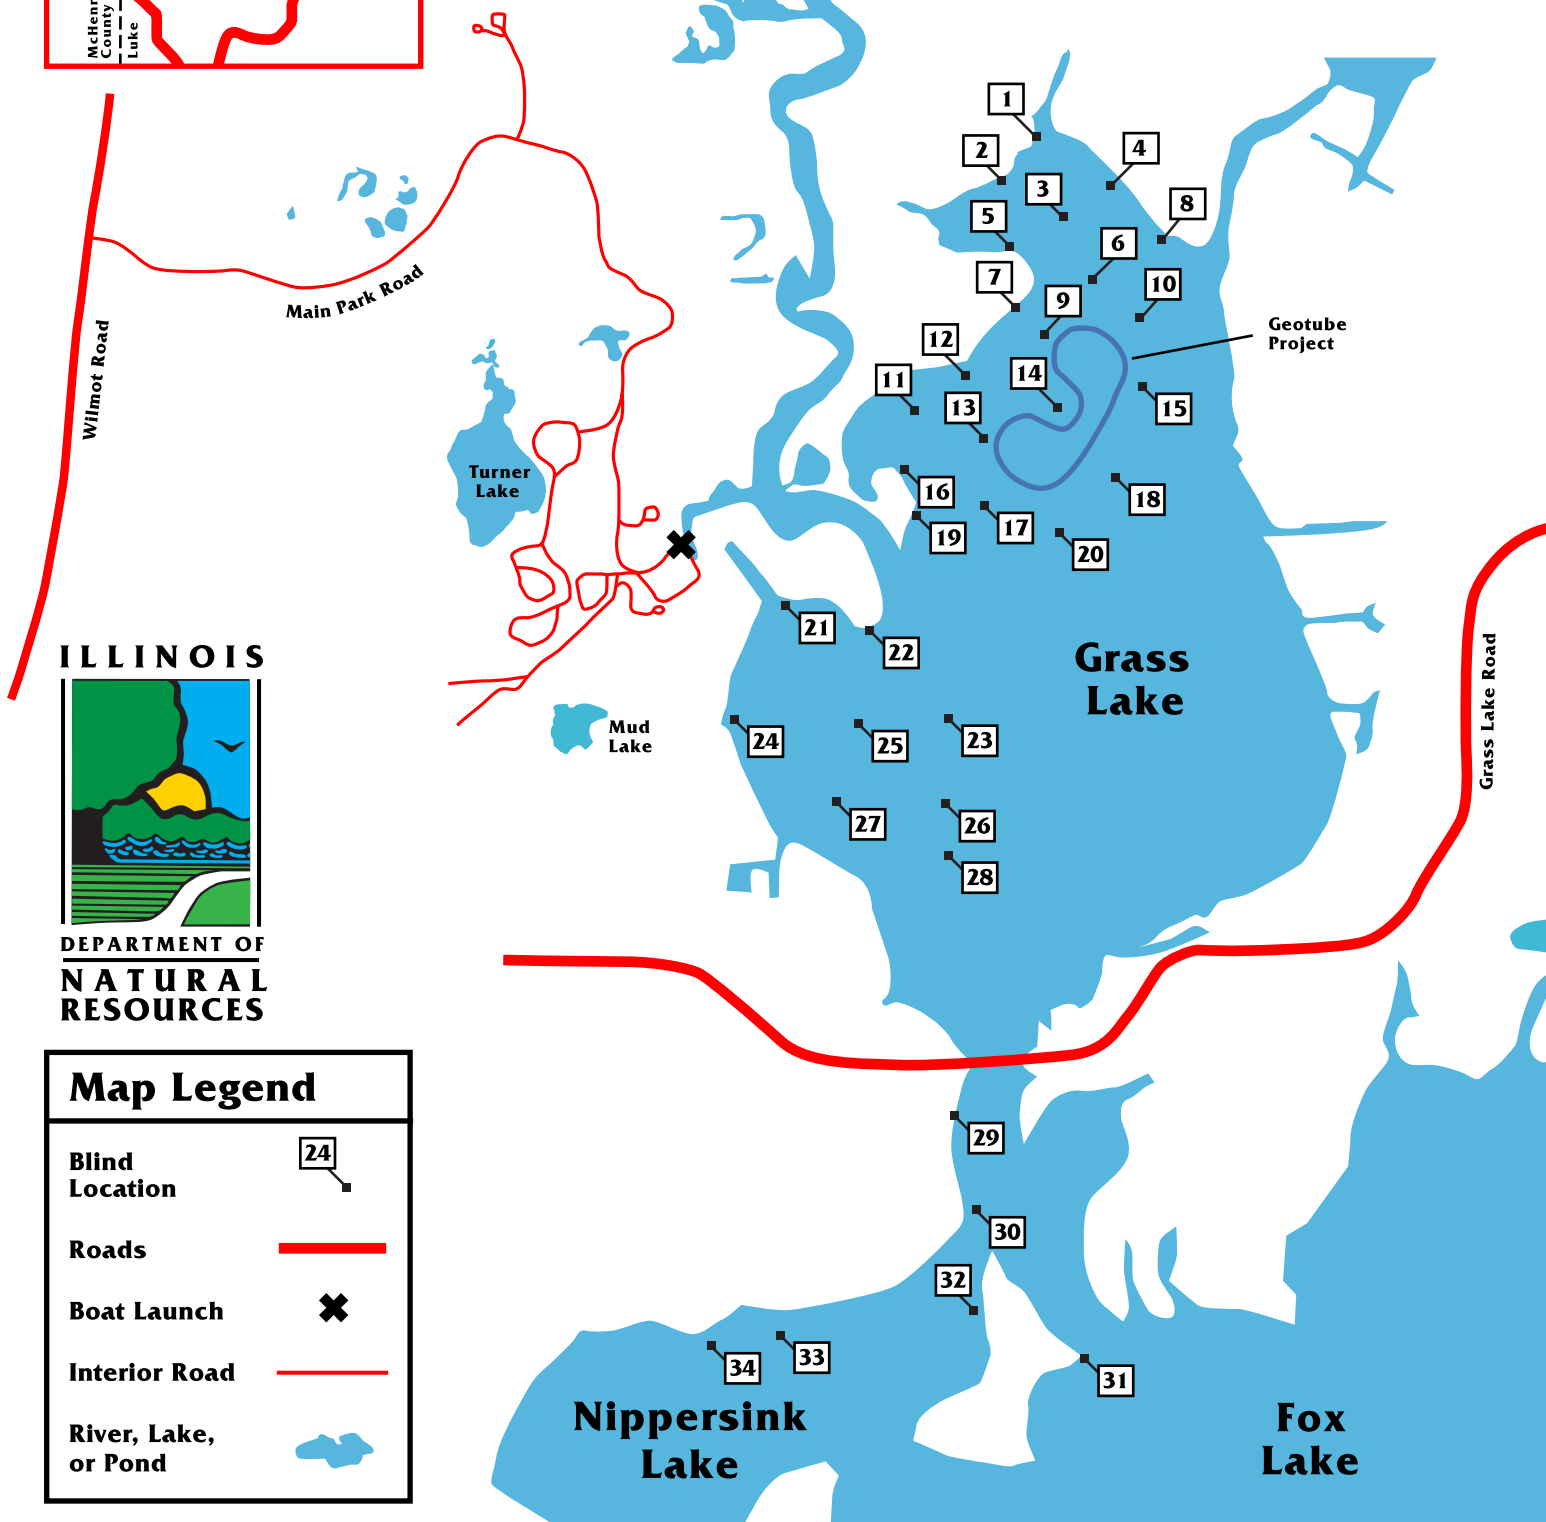 McHenry
County
Lake
1
2
3
4
5
6
7
8
9
10
Geotube
Project
11
12
13
14
15
16
17
18
19
20
21
22
23
24
25
26
27
28
29
30
31
32
33
34
Main Park Road
Wilmot Road
Turner
Lake
Mud
Lake
Grass
Lake
Grass Lake Road
Nippersink
Lake
Fox
Lake
ILLINOIS
DEPARTMENT OF
NATURAL
RESOURCES
Map Legend
Blind
Location
24
Roads
Boat Launch
Interior Road
River, Lake,
or Pond